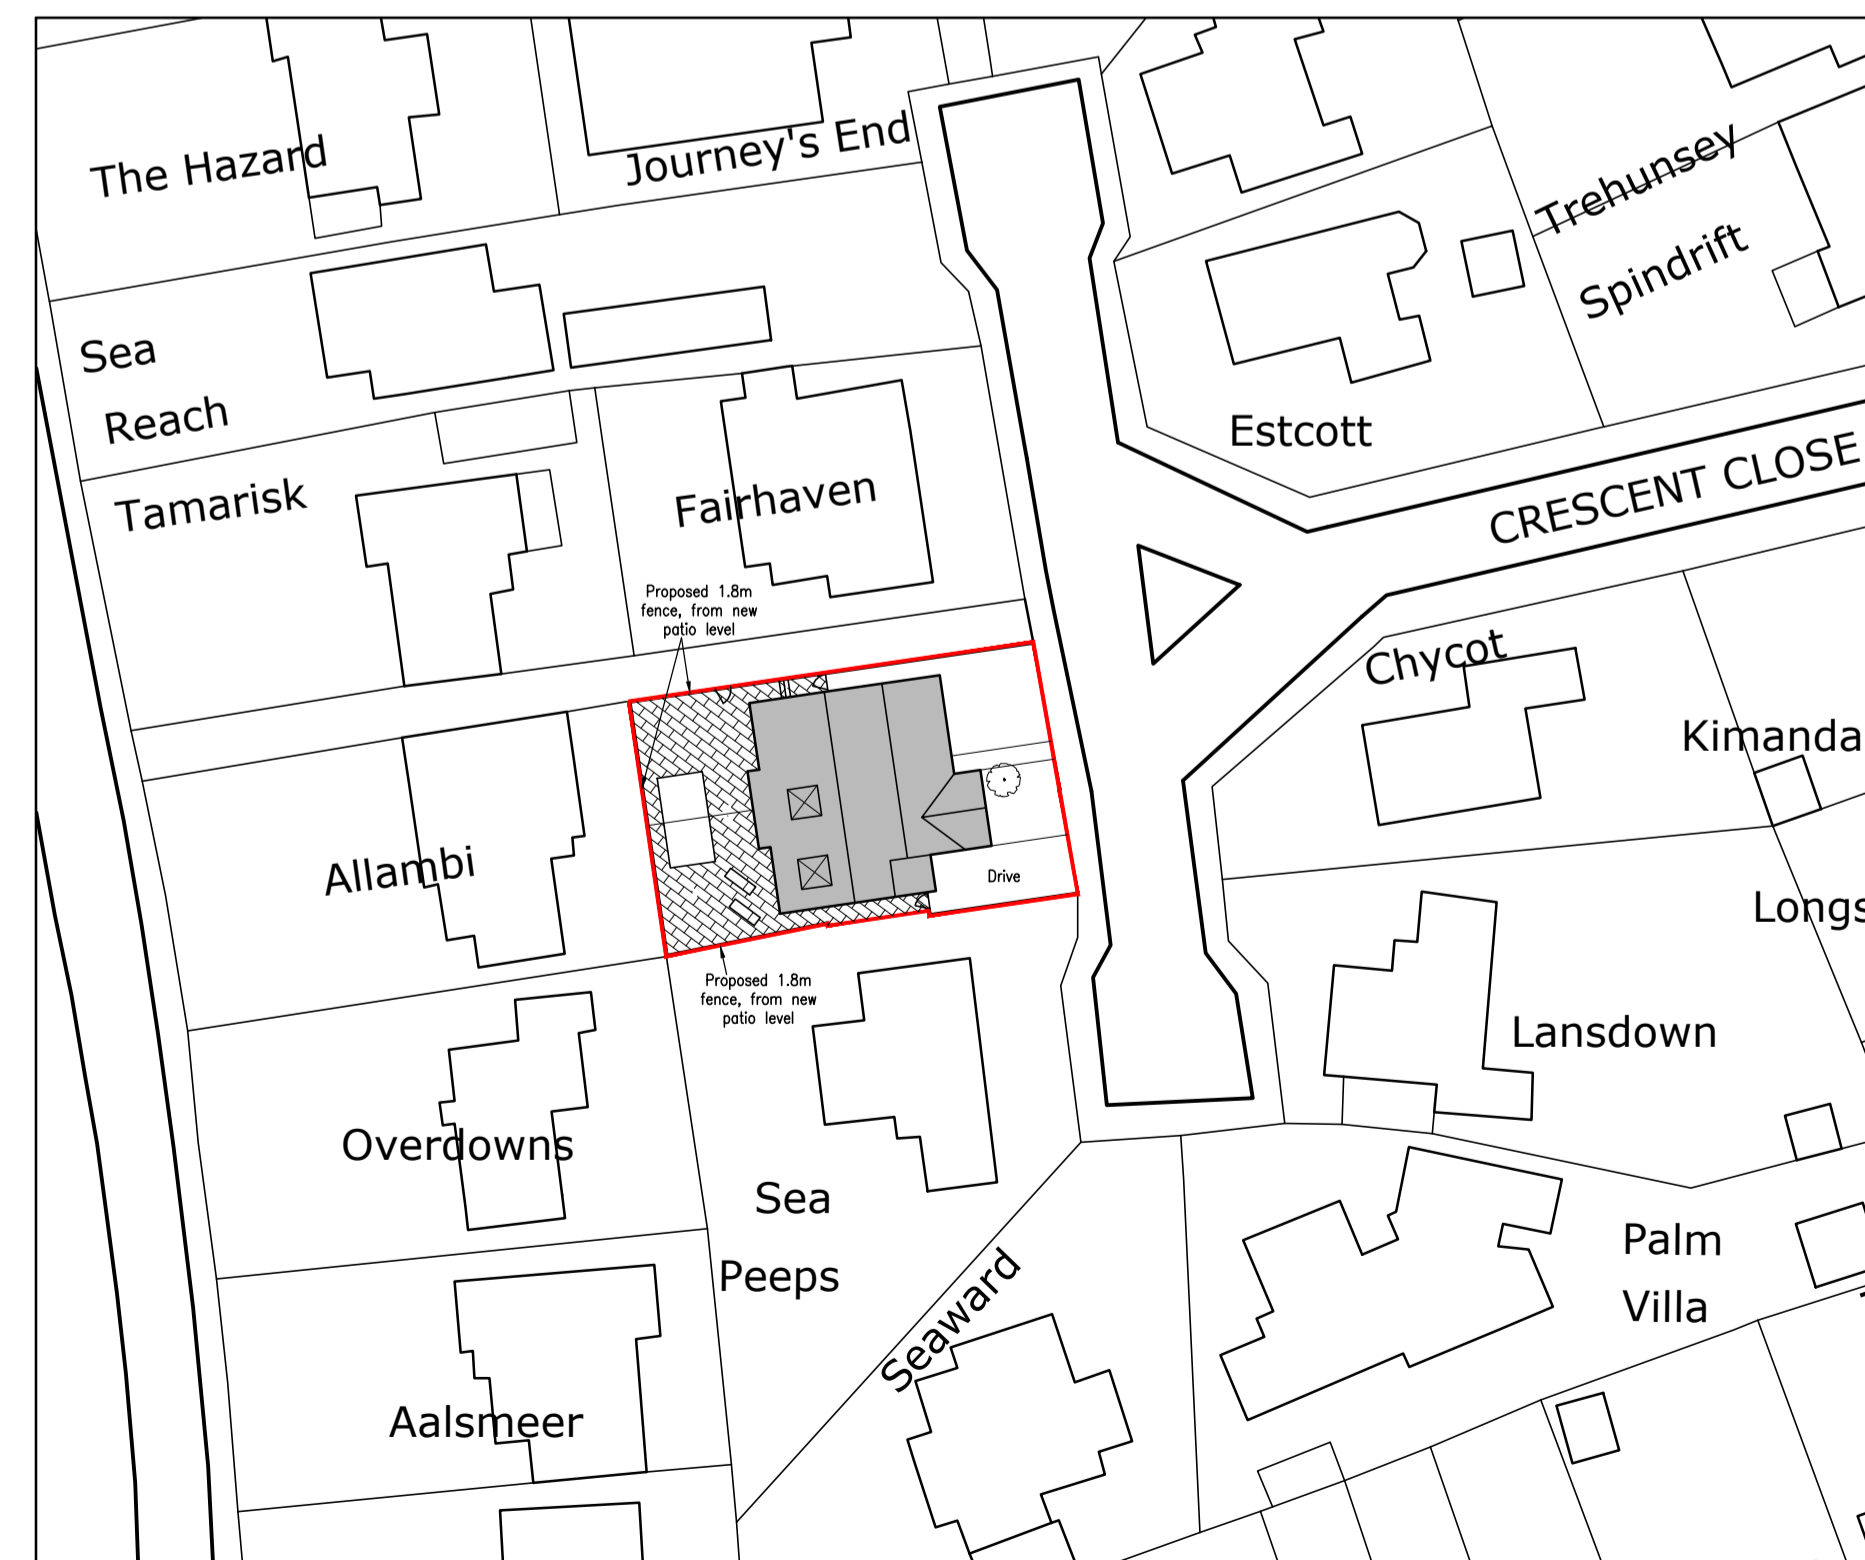 The Hazard
Journey's End
Trehunsey
Spindrift
Sea
Reach
Estcott
CRESCENT CLOSE
Tamarisk
Fairhaven
Proposed 1.8m
fence, from new
patio level
Chycot
Kimanda
Allambi
Drive
Longs
Proposed 1.8m
fence, from new
patio level
Lansdown
Overdowns
Sea
Peeps
Palm
Villa
Seaward
Aalsmeer